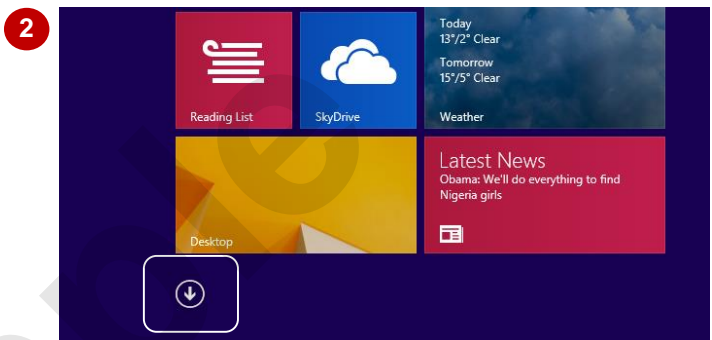 2
Today
13°/2° Clear
Tomorrow
15°/5° Clear
Reading List
SkyDrive
Weather
Latest News
Obama: We'll do everything to find
Nigeria girls
Desktop